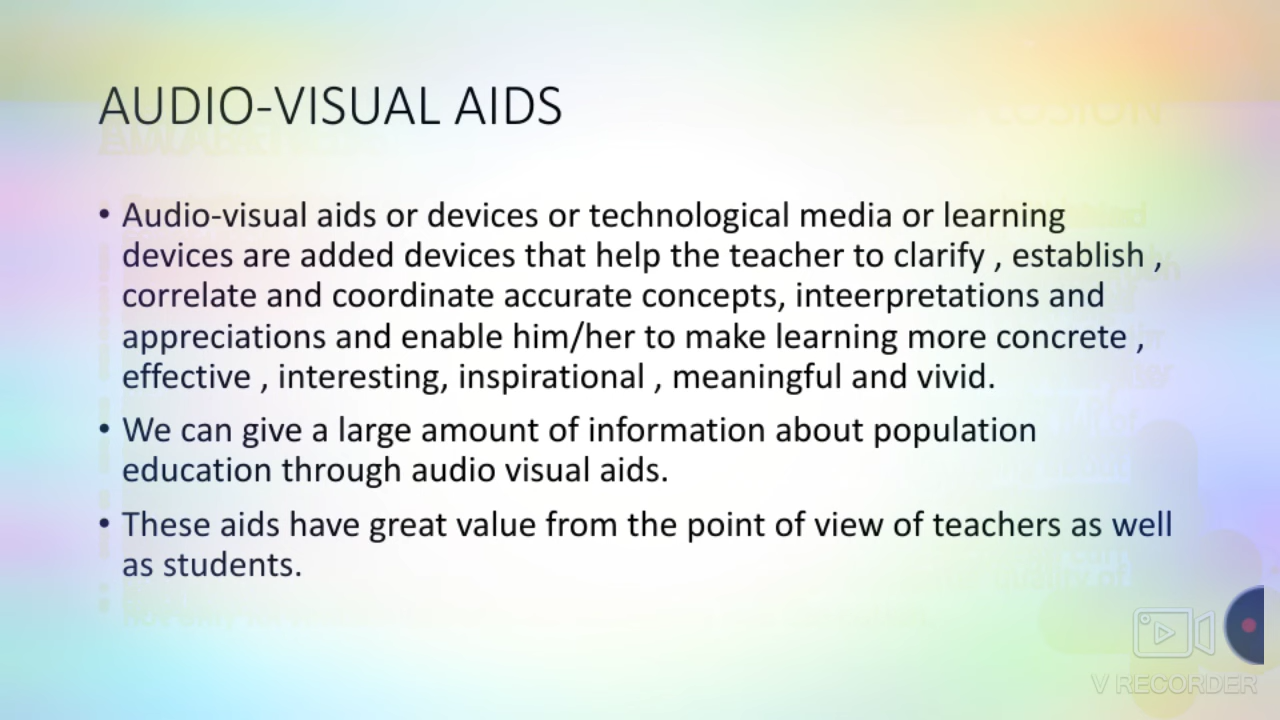 AUDIO-VISUAL AIDS
• Audio-visual aids or devices or technological media or learning
devices are added devices that help the teacher to clarify , establish ,
correlate and coordinate accurate concepts, inteerpretations and
appreciations and enable him/her to make learning more concrete ,
effective , interesting, inspirational , meaningful and vivid.
• We can give a large amount of information about population
education through audio visual aids.
• These aids have great value from the point of view of teachers as well
as students.
V RECORDER